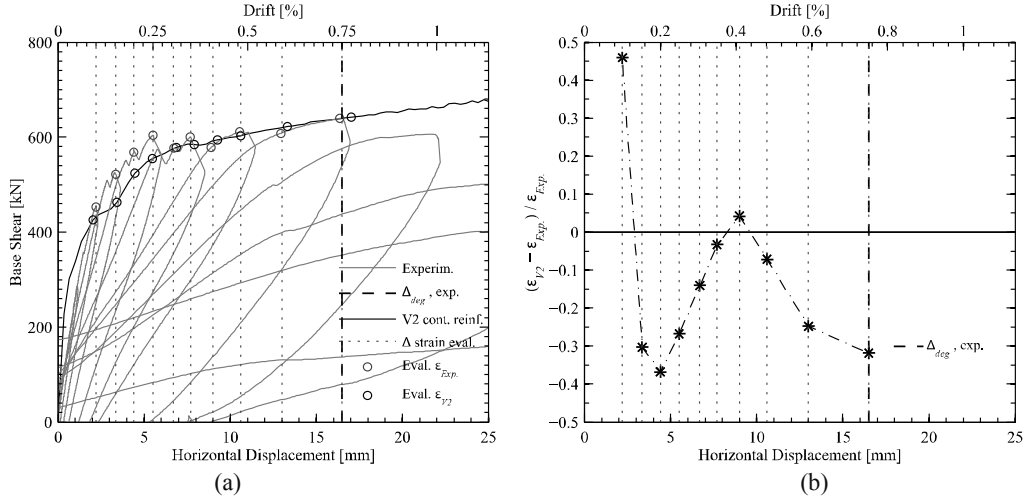 Drift [%]
0 0.25 0.5 0.75 1
800
600
400
200
0
Base Shear [kN]
Experim.
Δdeg , exp.
V2 cont. reinf.
Δ strain eval.
Eval. εExp.
Eval. εV2
0 5 10 15 20 25
Horizontal Displacement [mm]
(a)
Drift [%]
0 0.2 0.4 0.6 0.8 1
0.5
0.4
0.3
0.2
0.1
0
−0.1
−0.2
−0.3
−0.4
−0.5
(εV2 − εExp.) / εExp.
Δdeg , exp.
0 5 10 15 20 25
Horizontal Displacement [mm]
(b)